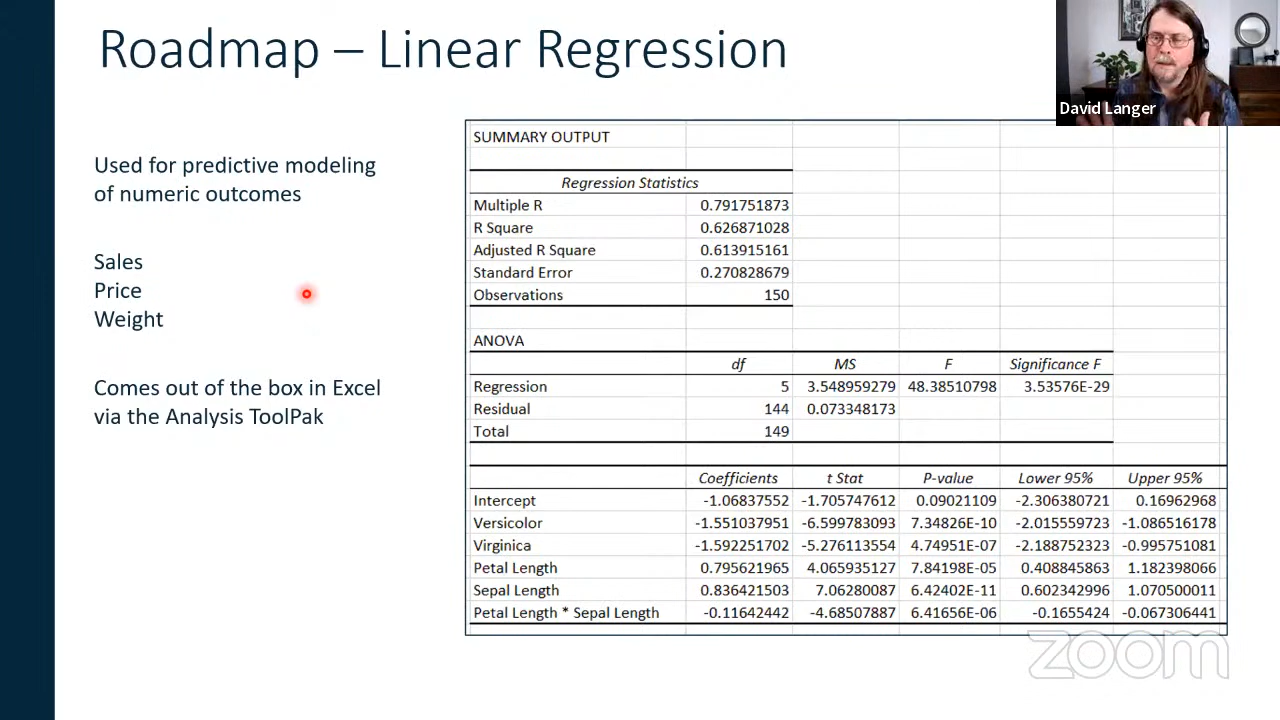 Roadmap – Linear Regression
David Langer
Used for predictive modeling
of numeric outcomes
Sales
Price
Weight
Comes out of the box in Excel
via the Analysis ToolPak
SUMMARY OUTPUT
Regression Statistics
Multiple R 0.791751873
R Square 0.626871028
Adjusted R Square 0.613915161
Standard Error 0.270828679
Observations 150
ANOVA
df MS F Significance F
Regression 5 3.548959279 48.38510798 3.53576E-29
Residual 144 0.073348173
Total 149
Coefficients t Stat P-value Lower 95% Upper 95%
Intercept -1.06837552 -1.705747612 0.09021109 -2.306380721 0.16962968
Versicolor -1.551037951 -6.599783093 7.34826E-10 -2.015559723 -1.086516178
Virginica -1.592251702 -5.276113554 4.74951E-07 -2.188752323 -0.995751081
Petal Length 0.795621965 4.065935127 7.84198E-05 0.408845863 1.182398066
Sepal Length 0.836421503 7.06280087 6.42402E-11 0.602342996 1.070500011
Petal Length * Sepal Length -0.11642442 -4.68507887 6.41656E-06 -0.1655424 -0.067306441
zoom